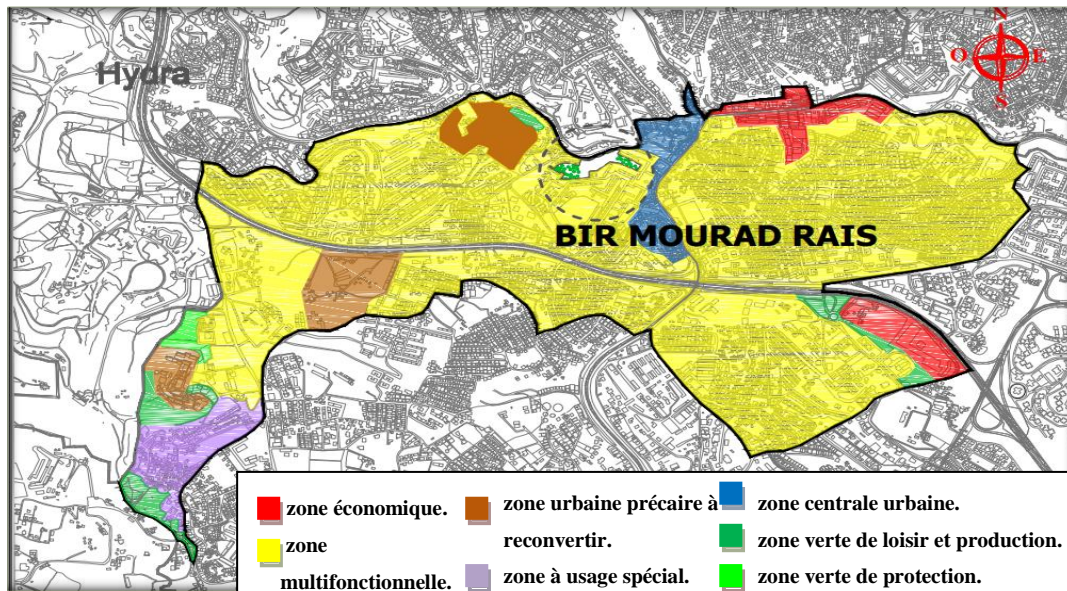 N
Hydra
O
E
S
BIR MOURAD RAIS
zone économique.
zone urbaine précaire à
zone centrale urbaine.
zone
reconvertir.
zone verte de loisir et production.
multifonctionnelle.
zone à usage spécial.
zone verte de protection.